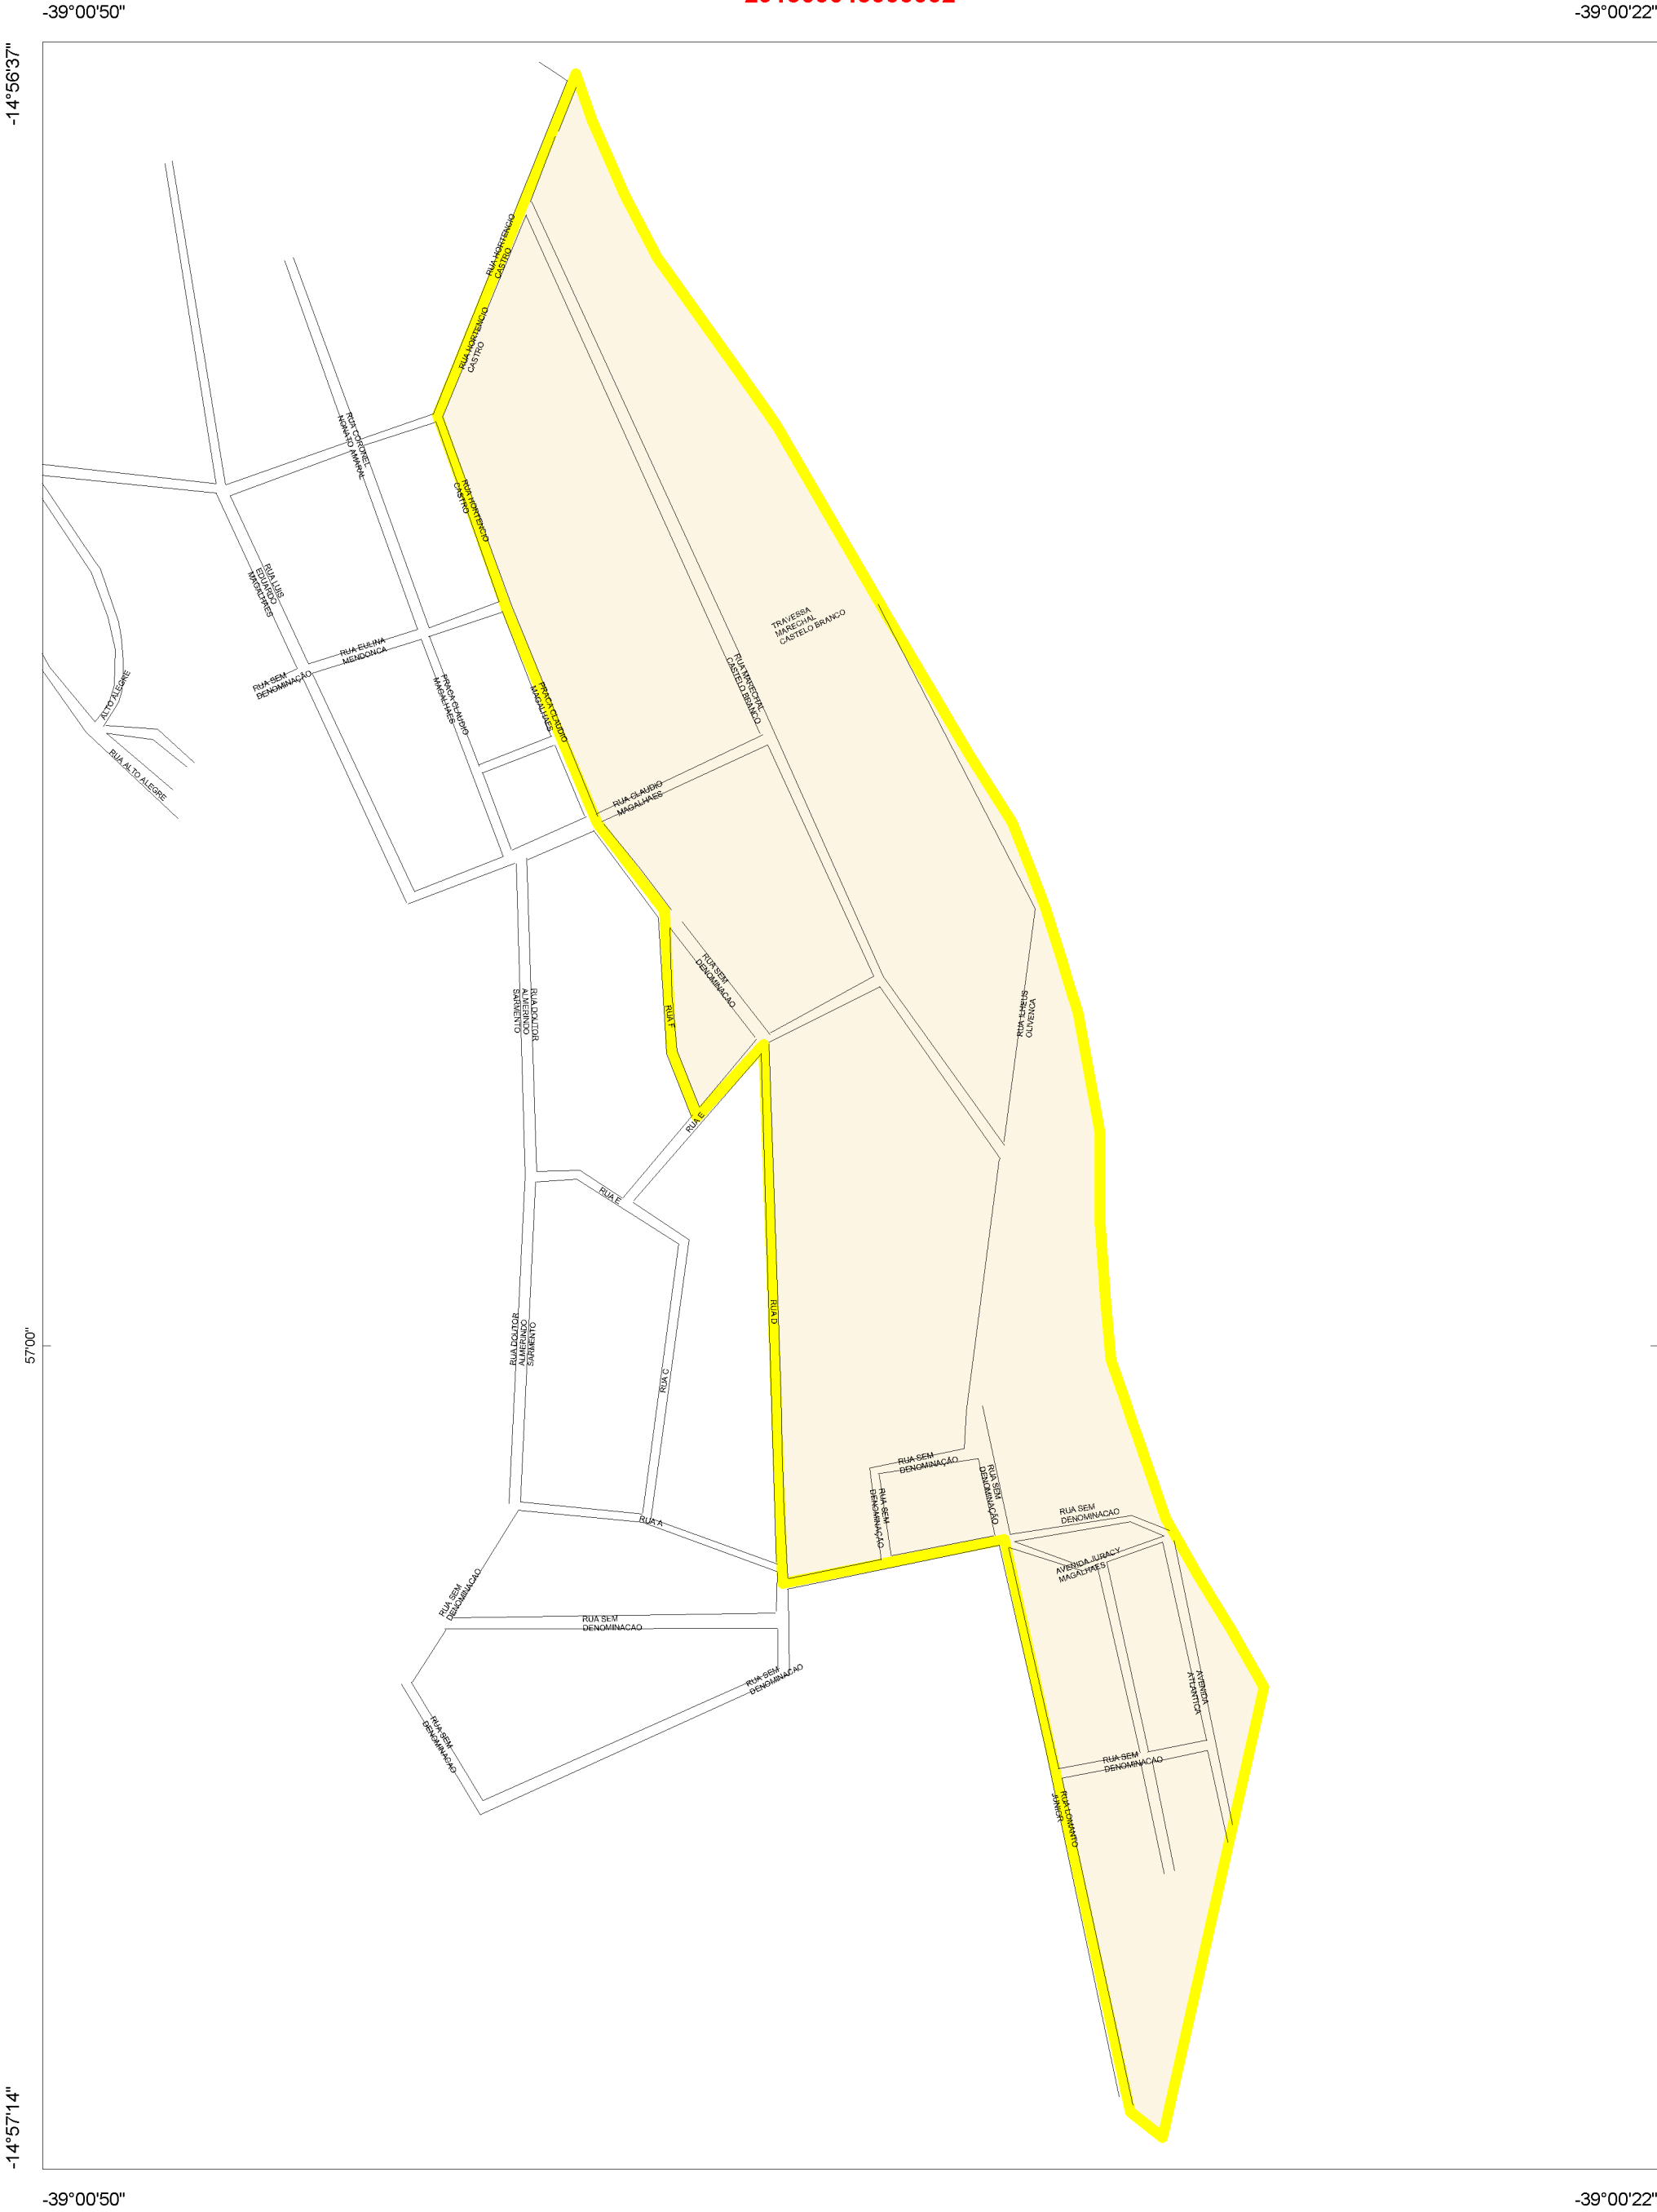 -39°00'50"
-39°00'22"
-14°56'37"
RUA HORTENCIO
CASTRO
RUA HORTENCIO
CASTRO
RUA CORONEL
NONATO AMARAL
RUA HORTENCIO
CASTRO
RUA LUIS
EDUARDO
MAGALHAES
TRAVESSA
MARECHAL
CASTELO BRANCO
RUA EULINA
MENDONCA
RUA SEM
DENOMINAÇÃO
ALTO ALEGRE
RUA ALTO ALEGRE
PRACA CLAUDIO
MAGALHAES
PRACA CLAUDIO
MAGALHAES
RUA MARECHAL
CASTELO BRANCO
RUA CLAUDIO
MAGALHAES
RUA SEM
DENOMINACAO
RUA DOUTOR
ALMERINDO
SARMENTO
RUA F
RUA ILHEUS
OLIVENCA
RUA E
RUA E
RUA D
57'00"
RUA DOUTOR
ALMERINDO
SARMENTO
RUA C
RUA SEM
DENOMINAÇÃO
RUA SEM
DENOMINAÇÃO
RUA SEM
DENOMINAÇÃO
RUA A
RUA SEM
DENOMINACAO
AVENIDA JURACY
MAGALHAES
RUA SEM
DENOMINACAO
RUA SEM
DENOMINACAO
RUA SEM
DENOMINACAO
RUA SEM
DENOMINACAO
AVENIDA
ATLANTICA
RUA SEM
DENOMINACAO
RUA LOMANTO
JUNIOR
-14°57'14"
-39°00'50"
-39°00'22"